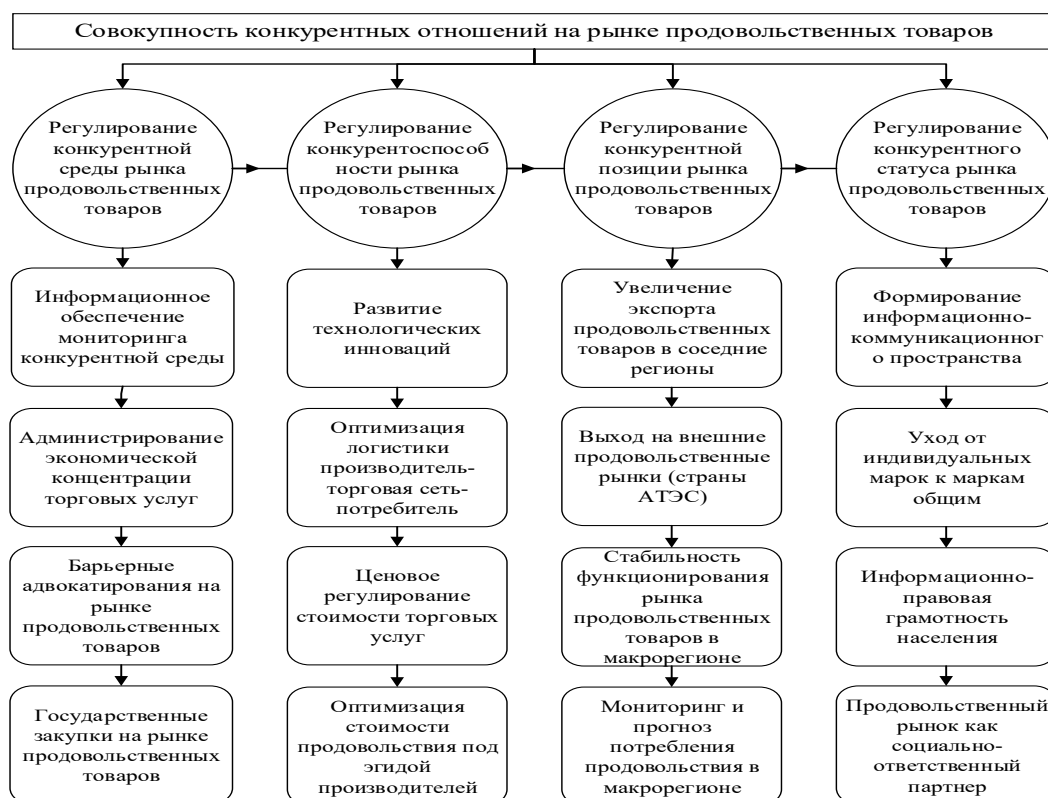 Совокупность конкурентных отношений на рынке продовольственных товаров
Регулирование
конкурентной
среды рынка
продовольственных
товаров
Регулирование
конкурентоспособ
ности рынка
продовольственных
товаров
Регулирование
конкурентной
позиции рынка
продовольственных
товаров
Регулирование
конкурентного
статуса рынка
продовольственных
товаров
Информационное
обеспечение
мониторинга
конкурентной среды
Развитие
технологических
инноваций
Увеличение
экспорта
продовольственных
товаров в соседние
регионы
Формирование
информационно-
коммуникационног
о пространства
Администрирование
экономической
концентрации
торговых услуг
Оптимизация
логистики
производитель-
торговая сеть-
потребитель
Выход на внешние
продовольственные
рынки (страны
АТЭС)
Уход от
индивидуальных
марок к маркам
общим
Барьерные
адвокатирования на
рынке
продовольственных
товаров
Ценовое
регулирование
стоимости торговых
услуг
Стабильность
функционирования
рынка
продовольственных
товаров в
макрорегионе
Информационно-
правовая
грамотность
населения
Государственные
закупки на рынке
продовольственных
товаров
Оптимизация
стоимости
продовольствия под
эгидой
производителей
Мониторинг и
прогноз
потребления
продовольствия в
макрорегионе
Продовольственный
рынок как
социально-
ответственный
партнер